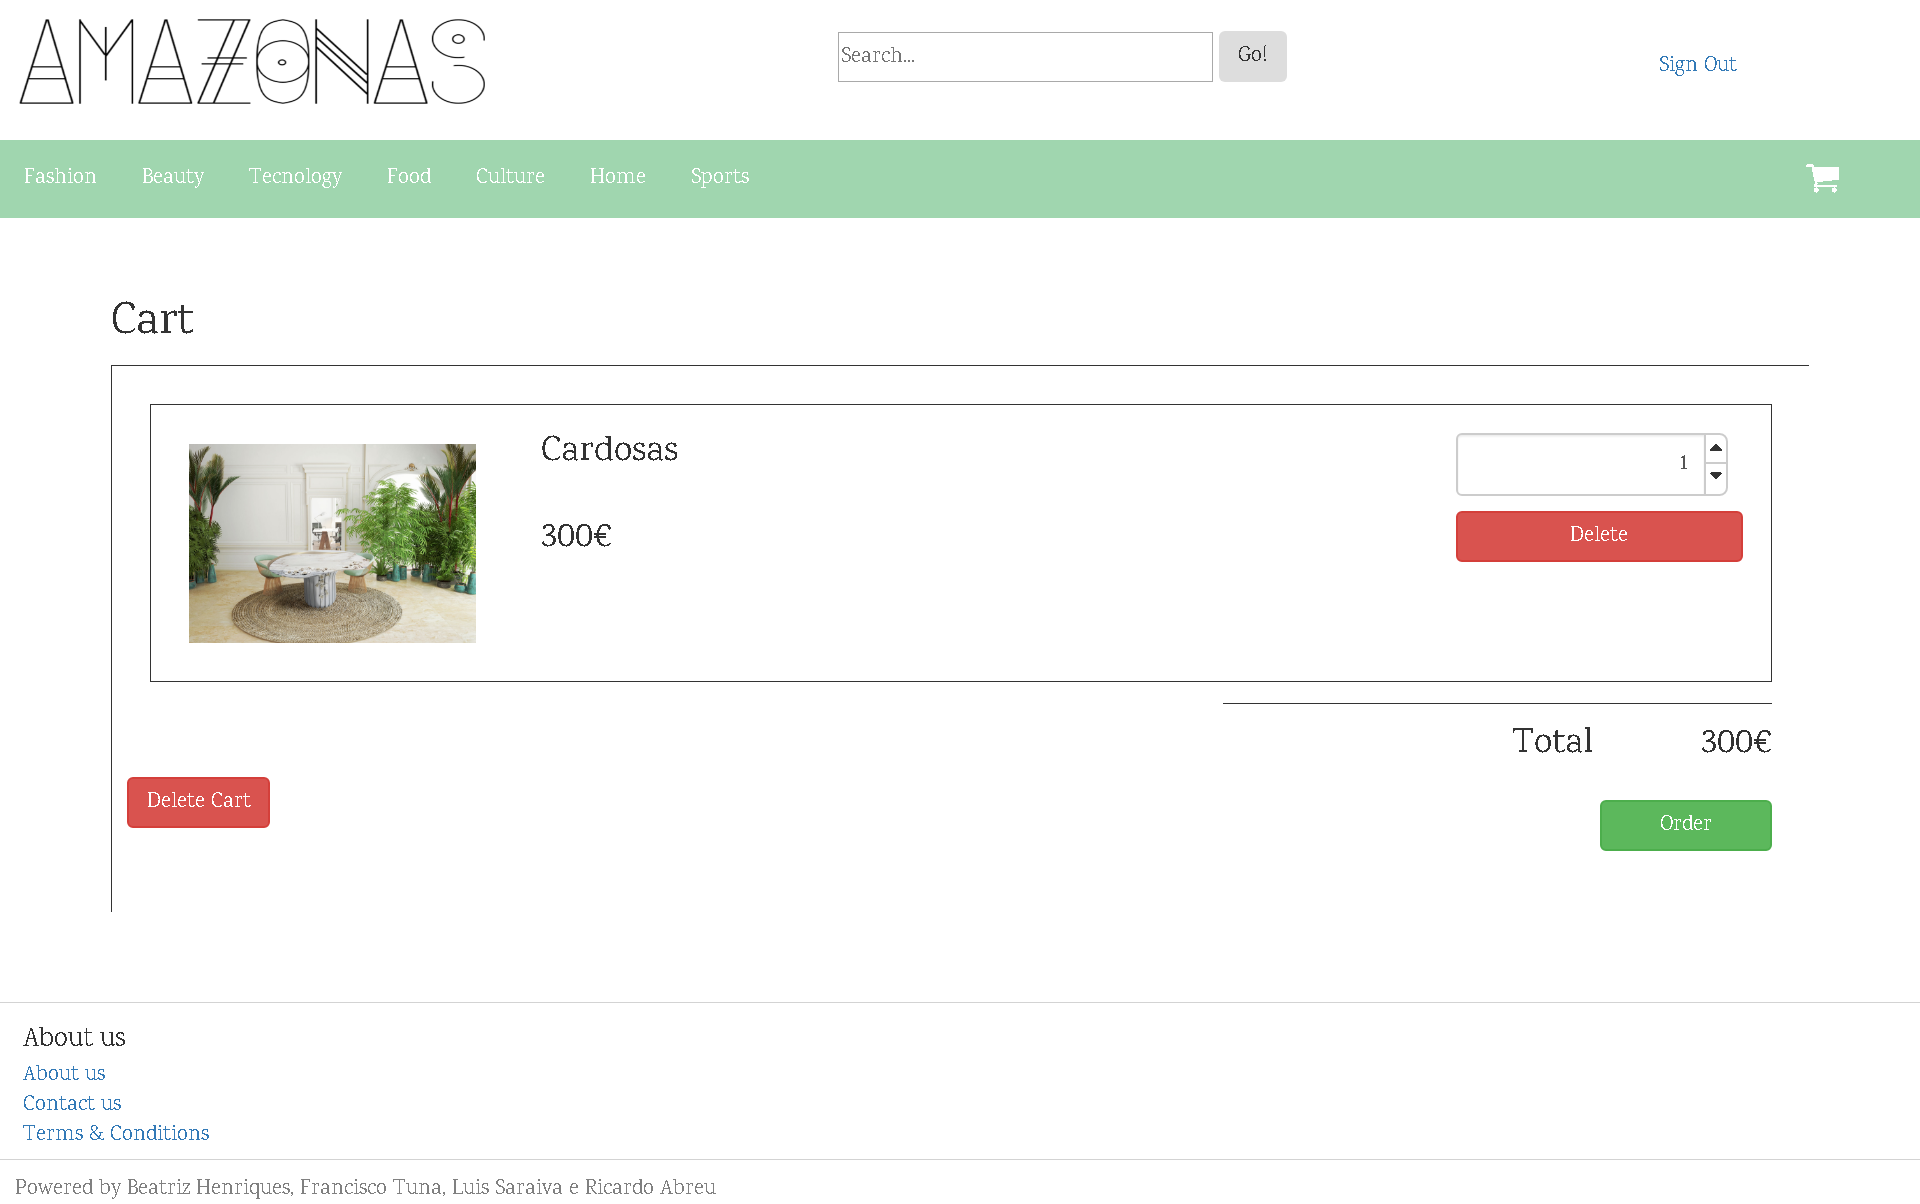 AMAZZONAS
Search...
Go!
Sign Out
Fashion
Beauty
Tecnology
Food
Culture
Home
Sports
Cart
Cardosas
1
300€
Delete
Total 300€
Delete Cart
Order
About us
About us
Contact us
Terms & Conditions
Powered by Beatriz Henriques, Francisco Tuna, Luis Saraiva e Ricardo Abreu